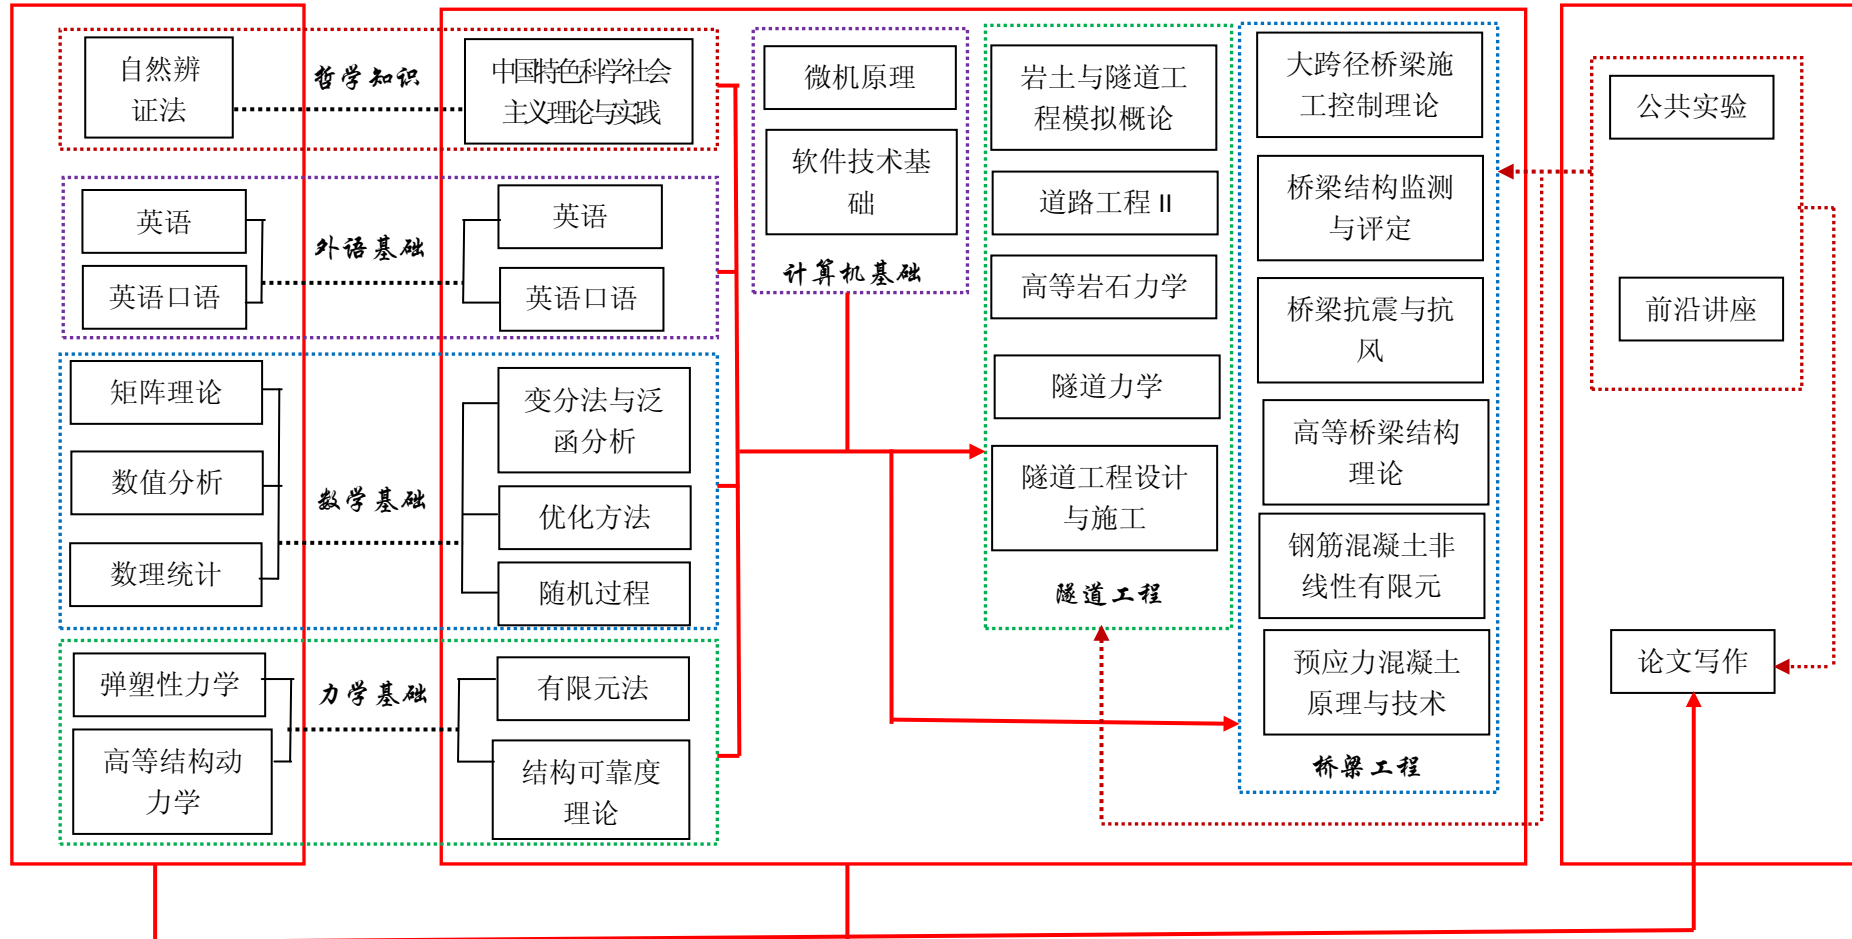 自然辨
证法
哲学知识
中国特色科学社会
主义理论与实践
英语
英语口语
外语基础
英语
英语口语
矩阵理论
数值分析
数理统计
数学基础
变分法与泛
函分析
优化方法
随机过程
弹塑性力学
高等结构动
力学
力学基础
有限元法
结构可靠度
理论
微机原理
软件技术基
础
计算机基础
岩土与隧道工
程模拟概论
道路工程 II
高等岩石力学
隧道力学
隧道工程设计
与施工
隧道工程
大跨径桥梁施
工控制理论
桥梁结构监测
与评定
桥梁抗震与抗
风
高等桥梁结构
理论
钢筋混凝土非
线性有限元
预应力混凝土
原理与技术
桥梁工程
公共实验
前沿讲座
论文写作